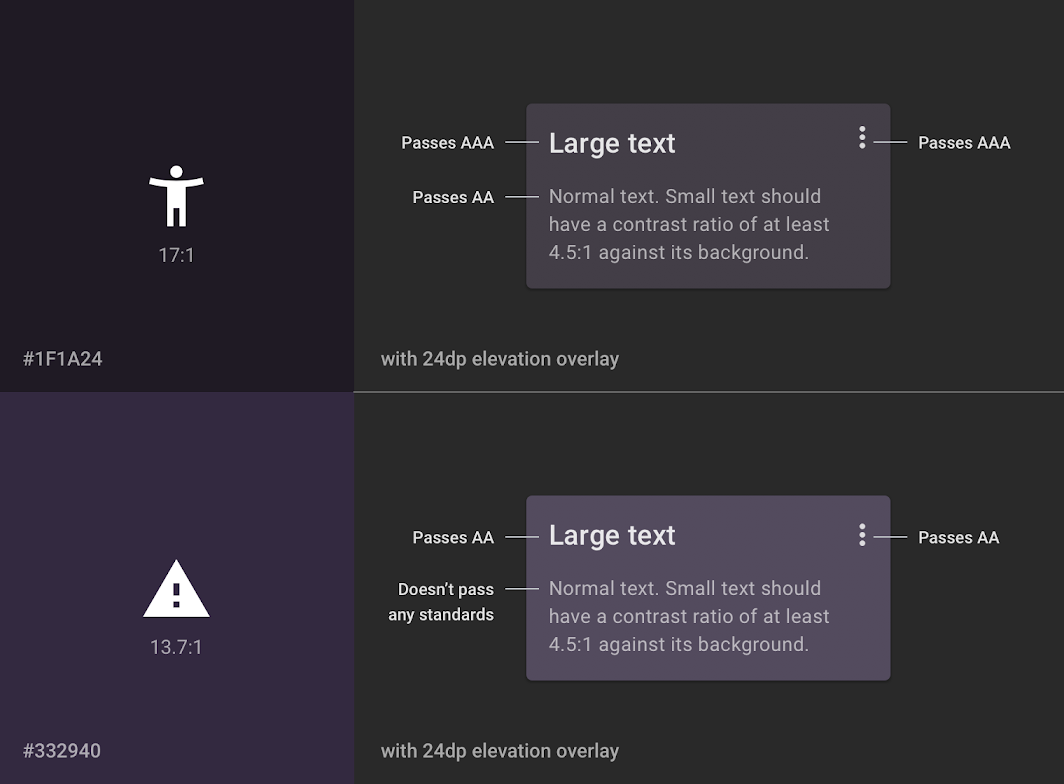 17:1
#1F1A24
Passes AAA
Large text
Passes AAA
Passes AA
Normal text. Small text should
have a contrast ratio of at least
4.5:1 against its background.
with 24dp elevation overlay
13.7:1
#332940
Passes AA
Large text
Passes AA
Doesn’t pass
any standards
Normal text. Small text should
have a contrast ratio of at least
4.5:1 against its background.
with 24dp elevation overlay